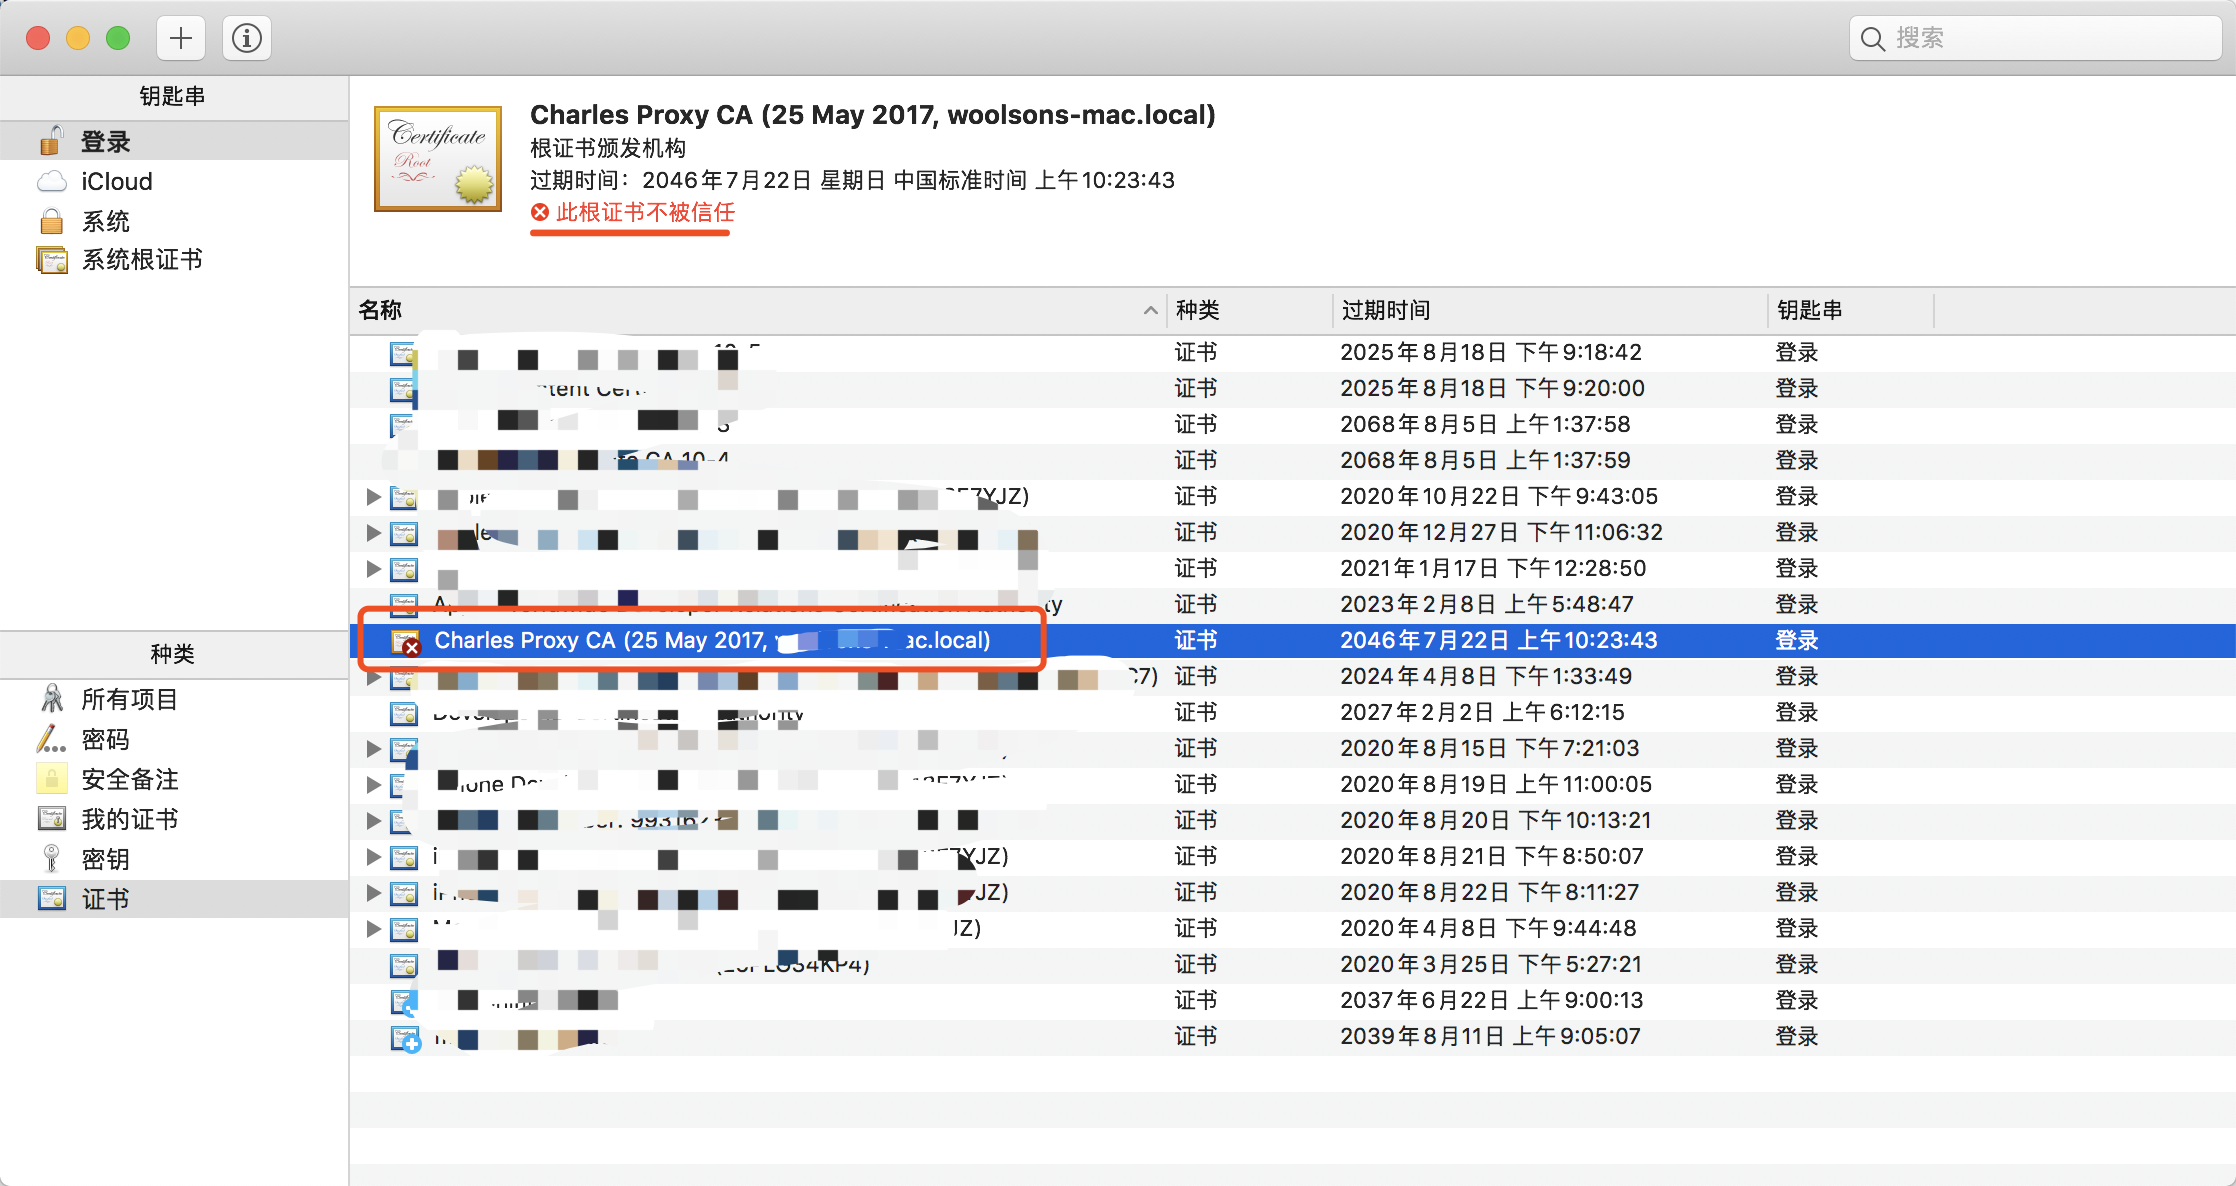 搜索
钥匙串
登录
iCloud
系统
系统根证书
Charles Proxy CA (25 May 2017, woolsons-mac.local)
根证书颁发机构
过期时间：2046年7月22日 星期日 中国标准时间 上午10:23:43
此根证书不被信任
名称 种类 过期时间 钥匙串
证书 2025年8月18日 下午9:18:42 登录
证书 2025年8月18日 下午9:20:00 登录
证书 2068年8月5日 上午1:37:58 登录
CA 10-4 证书 2068年8月5日 上午1:37:59 登录
YJZ) 证书 2020年10月22日 下午9:43:05 登录
证书 2020年12月27日 下午11:06:32 登录
证书 2021年1月17日 下午12:28:50 登录
证书 2023年2月8日 上午5:48:47 登录
Charles Proxy CA (25 May 2017, ac.local) 证书 2046年7月22日 上午10:23:43 登录
C7) 证书 2024年4月8日 下午1:33:49 登录
证书 2027年2月2日 上午6:12:15 登录
证书 2020年8月15日 下午7:21:03 登录
证书 2020年8月19日 上午11:00:05 登录
证书 2020年8月20日 下午10:13:21 登录
YJZ) 证书 2020年8月21日 下午8:50:07 登录
JZ) 证书 2020年8月22日 下午8:11:27 登录
JZ) 证书 2020年4月8日 下午9:44:48 登录
证书 2020年3月25日 下午5:27:21 登录
证书 2037年6月22日 上午9:00:13 登录
证书 2039年8月11日 上午9:05:07 登录
种类
所有项目
密码
安全备注
我的证书
密钥
证书